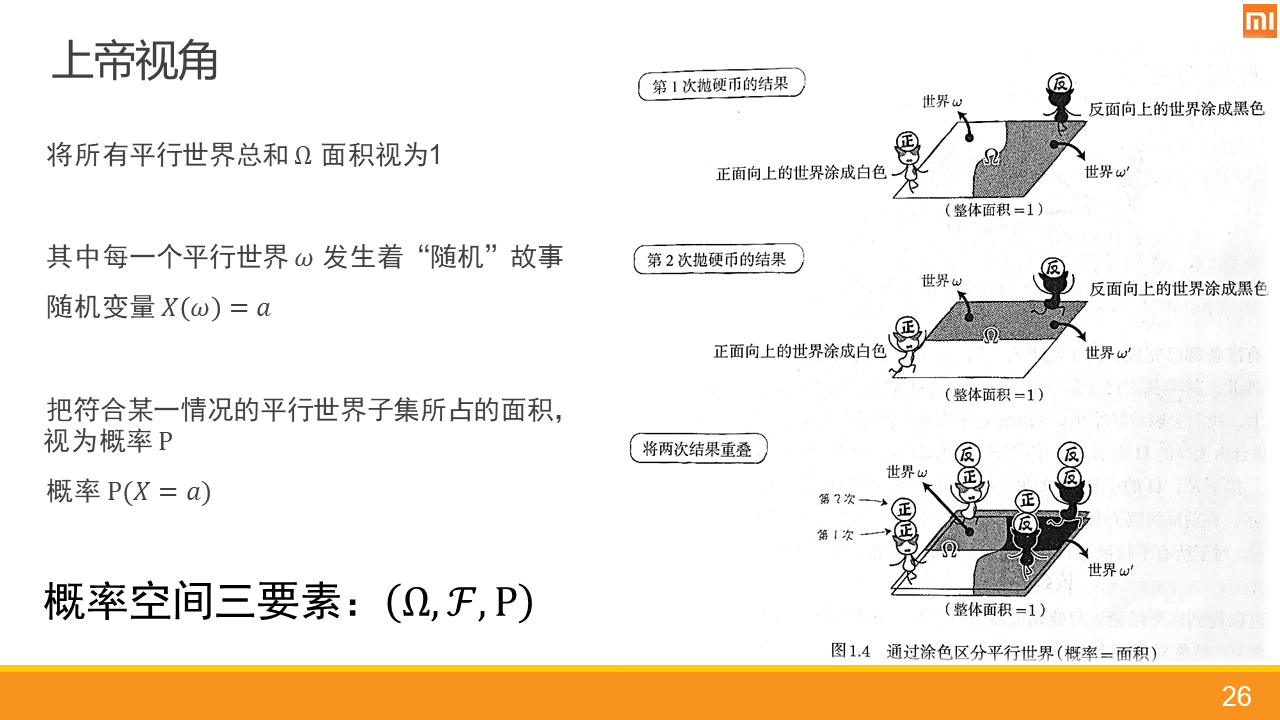 mi
上帝视角
将所有平行世界总和 Ω 面积视为1
其中每一个平行世界 ω 发生着“随机”故事
随机变量 X(ω) = a
把符合某一情况的平行世界子集所占的面积，
视为概率 P
概率 P(X = a)
概率空间三要素：(Ω, ℱ, P)
第1次抛硬币的结果
世界ω
反
反面向上的世界涂成黑色
正
Ω
正面向上的世界涂成白色
世界ω′
（整体面积=1）
第2次抛硬币的结果
反
世界ω
反面向上的世界涂成黑色
正
Ω
正面向上的世界涂成白色
世界ω′
（整体面积=1）
将两次结果重叠
反
反
世界ω
正
反
第2次
正
正
第1次
正
反
Ω
世界ω′
（整体面积=1）
图1.4 通过涂色区分平行世界(概率=面积)
26